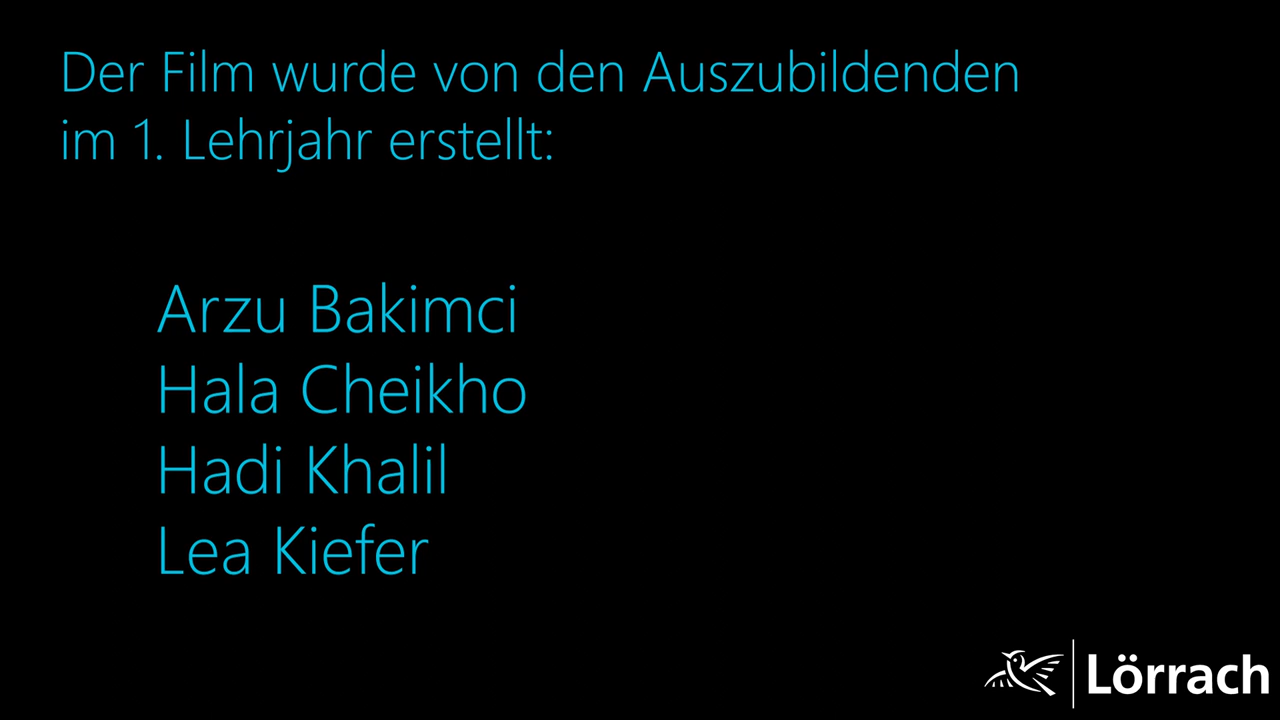 Der Film wurde von den Auszubildenden
im 1. Lehrjahr erstellt:
Arzu Bakimci
Hala Cheikho
Hadi Khalil
Lea Kiefer
Lörrach